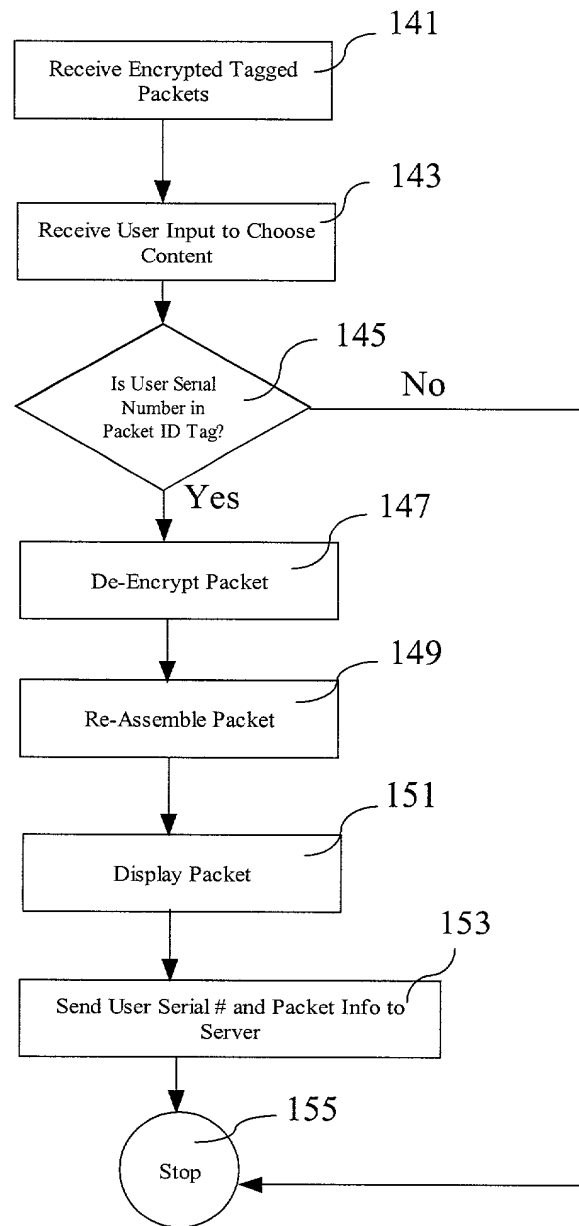 141
Receive Encrypted Tagged
Packets
143
Receive User Input to Choose
Content
145
Is User Serial
Number in
Packet ID Tag?
No
Yes
147
De-Encrypt Packet
149
Re-Assemble Packet
151
Display Packet
153
Send User Serial # and Packet Info to
Server
155
Stop